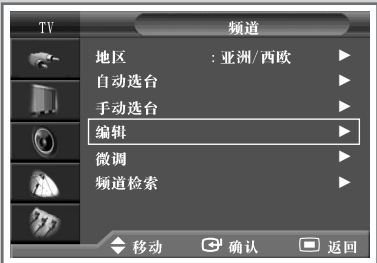 TV 频道
地区 : 亚洲/西欧
自动选台
手动选台
编辑
微调
频道检索
移动 确认 返回